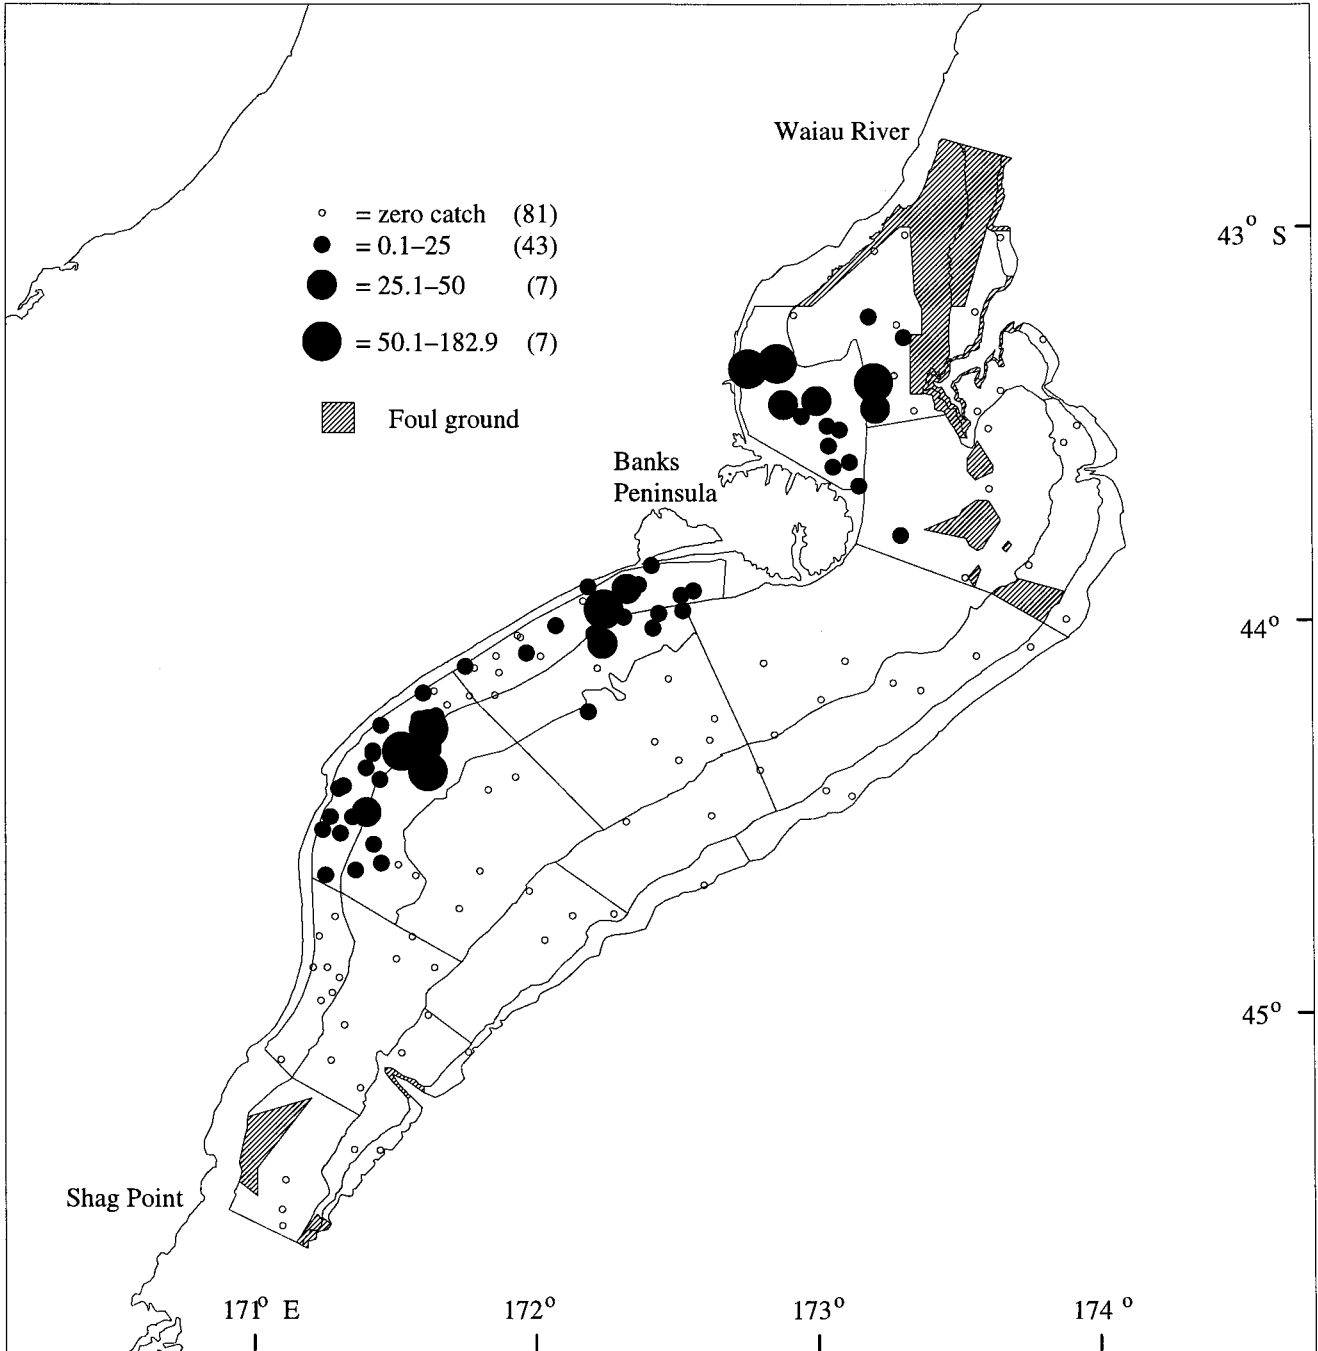 Waiau River
= zero catch (81)
= 0.1–25 (43)
= 25.1–50 (7)
= 50.1–182.9 (7)
Foul ground
43° S
Banks
Peninsula
44°
45°
Shag Point
171° E 172° 173° 174°